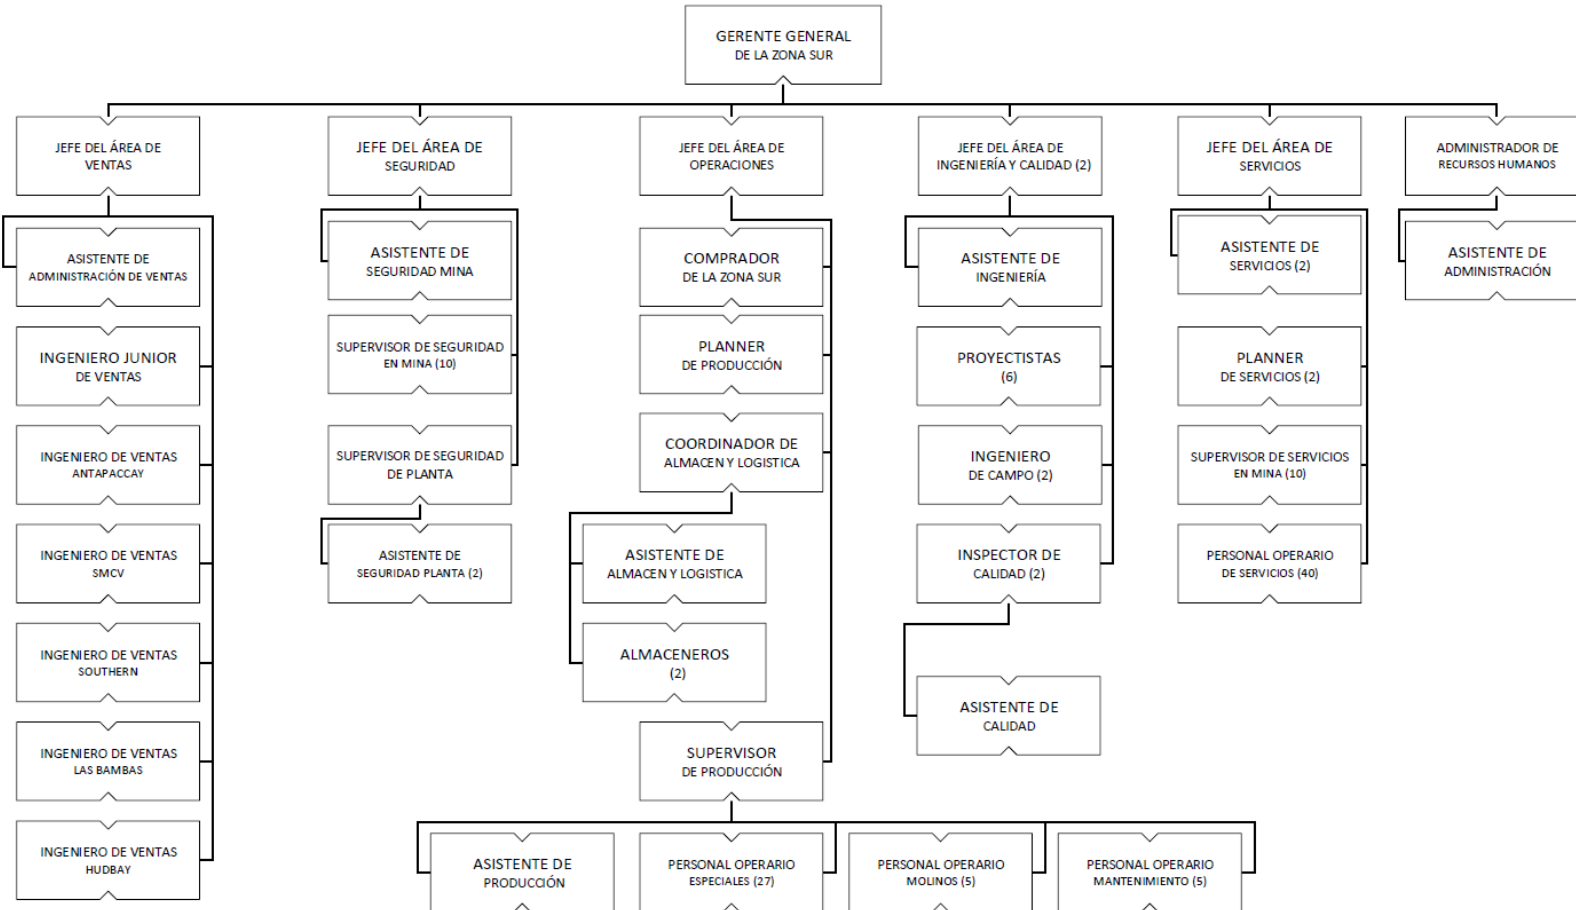 GERENTE GENERAL
DE LA ZONA SUR
JEFE DEL ÁREA DE
VENTAS
JEFE DEL ÁREA DE
SEGURIDAD
JEFE DEL ÁREA DE
OPERACIONES
JEFE DEL ÁREA DE
INGENIERÍA Y CALIDAD (2)
JEFE DEL ÁREA DE
SERVICIOS
ADMINISTRADOR DE
RECURSOS HUMANOS
ASISTENTE DE
ADMINISTRACIÓN DE VENTAS
INGENIERO JUNIOR
DE VENTAS
INGENIERO DE VENTAS
ANTAPACCAY
INGENIERO DE VENTAS
SMCV
INGENIERO DE VENTAS
SOUTHERN
INGENIERO DE VENTAS
LAS BAMBAS
INGENIERO DE VENTAS
HUDBAY
ASISTENTE DE
SEGURIDAD MINA
SUPERVISOR DE SEGURIDAD
EN MINA (10)
SUPERVISOR DE SEGURIDAD
DE PLANTA
ASISTENTE DE
SEGURIDAD PLANTA (2)
COMPRADOR
DE LA ZONA SUR
PLANNER
DE PRODUCCIÓN
COORDINADOR DE
ALMACEN Y LOGISTICA
ASISTENTE DE
ALMACEN Y LOGISTICA
ALMACENEROS
(2)
SUPERVISOR
DE PRODUCCIÓN
ASISTENTE DE
PRODUCCIÓN
PERSONAL OPERARIO
ESPECIALES (27)
PERSONAL OPERARIO
MOLINOS (5)
PERSONAL OPERARIO
MANTENIMIENTO (5)
ASISTENTE DE
INGENIERÍA
PROYECTISTAS
(6)
INGENIERO
DE CAMPO (2)
INSPECTOR DE
CALIDAD (2)
ASISTENTE DE
CALIDAD
ASISTENTE DE
SERVICIOS (2)
PLANNER
DE SERVICIOS (2)
SUPERVISOR DE SERVICIOS
EN MINA (10)
PERSONAL OPERARIO
DE SERVICIOS (40)
ASISTENTE DE
ADMINISTRACIÓN